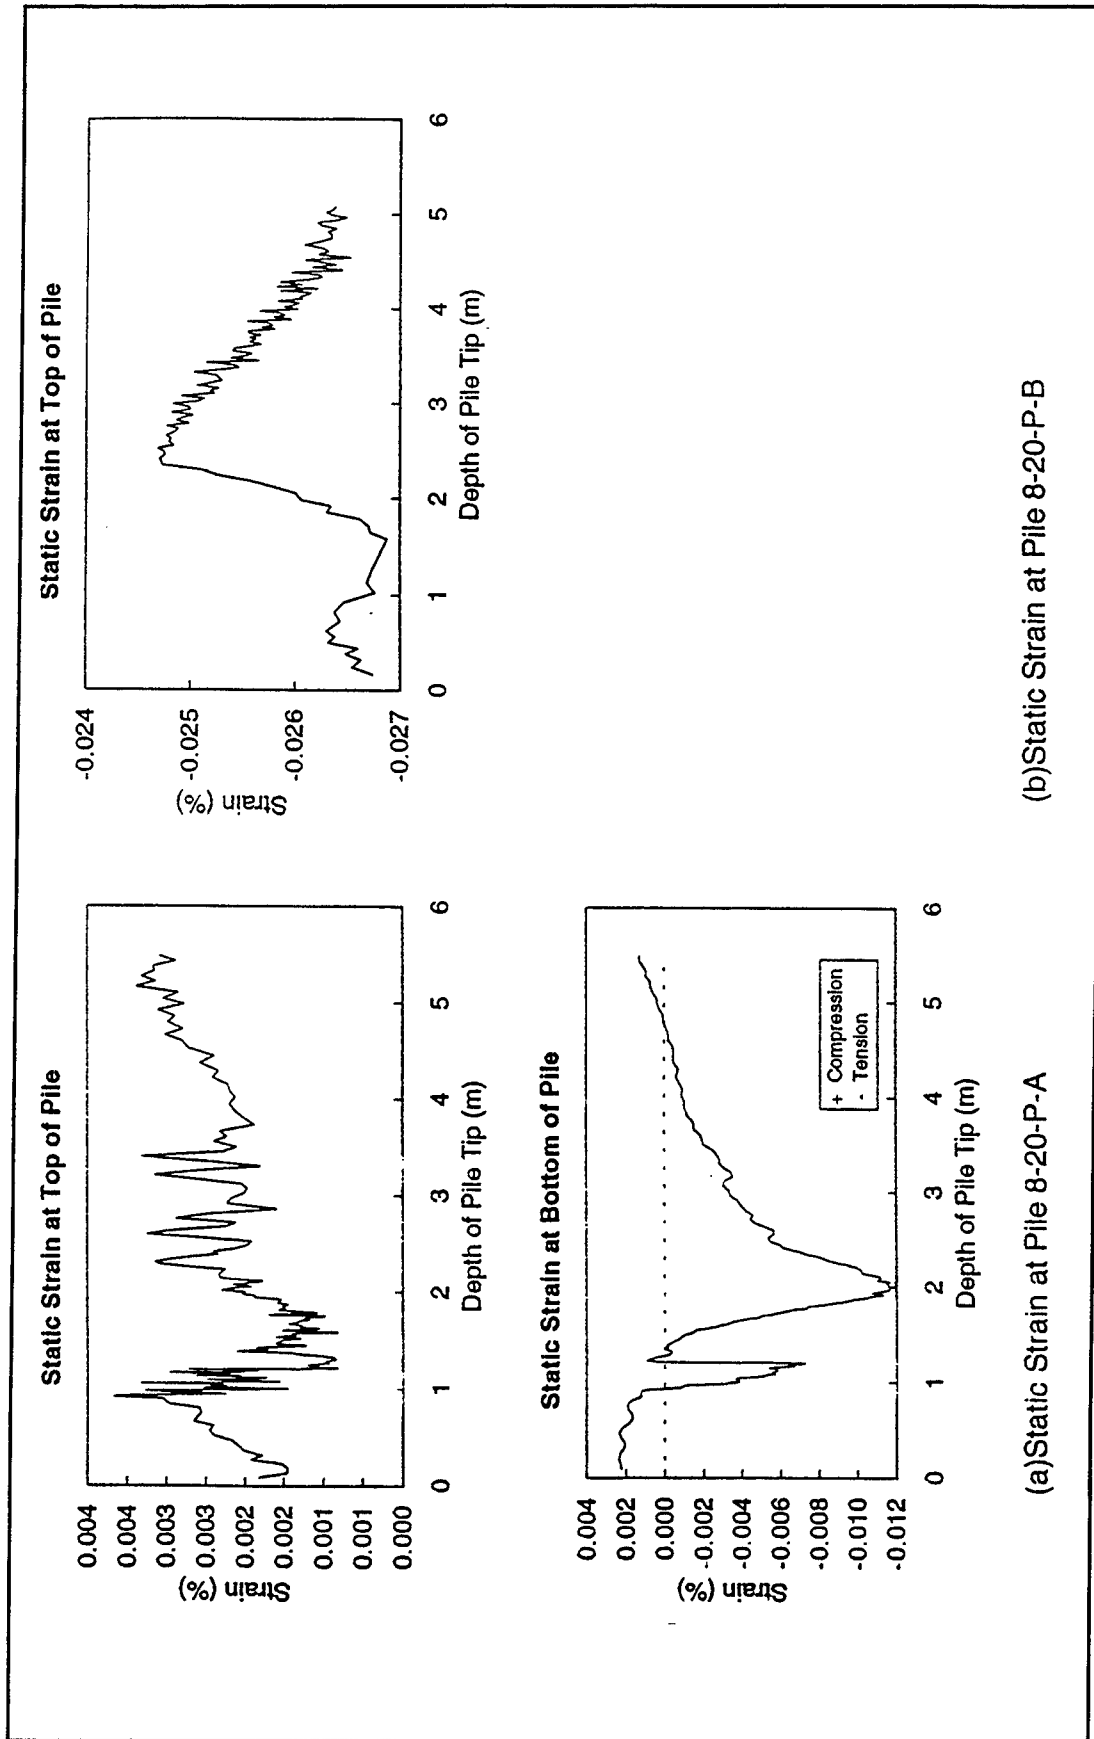 Static Strain at Top of Pile
0.004
0.004
0.003
0.003
0.002
0.002
0.001
0.001
0.000
Strain (%)
0 1 2 3 4 5 6
Depth of Pile Tip (m)
Static Strain at Top of Pile
-0.024
-0.025
-0.026
-0.027
Strain (%)
0 1 2 3 4 5 6
Depth of Pile Tip (m)
Static Strain at Bottom of Pile
0.004
0.002
0.000
-0.002
-0.004
-0.006
-0.008
-0.010
-0.012
Strain (%)
+ Compression
- Tension
0 1 2 3 4 5 6
Depth of Pile Tip (m)
(a)Static Strain at Pile 8-20-P-A
(b)Static Strain at Pile 8-20-P-B